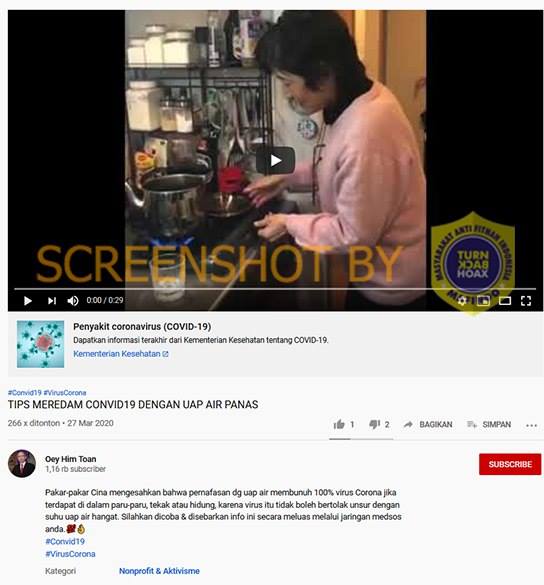 SCREENSHOT BY
MASYARAKAT ANTI FITNAH INDONESIA
TURN
BACK
HOAX
0:00 / 0:29
Penyakit coronavirus (COVID-19)
Dapatkan informasi terakhir dari Kementerian Kesehatan tentang COVID-19.
Kementerian Kesehatan
#Convid19 #VirusCorona
TIPS MEREDAM CONVID19 DENGAN UAP AIR PANAS
266 x ditonton • 27 Mar 2020
1
2
BAGIKAN
SIMPAN
Oey Him Toan
1,16 rb subscriber
SUBSCRIBE
Pakar-pakar Cina mengesahkan bahwa pernafasan dg uap air membunuh 100% virus Corona jika
terdapat di dalam paru-paru, tekak atau hidung, karena virus itu tidak boleh bertolak unsur dengan
suhu uap air hangat. Silahkan dicoba & disebarkan info ini secara meluas melalui jaringan medsos
anda.
#Convid19
#VirusCorona
Kategori
Nonprofit & Aktivisme